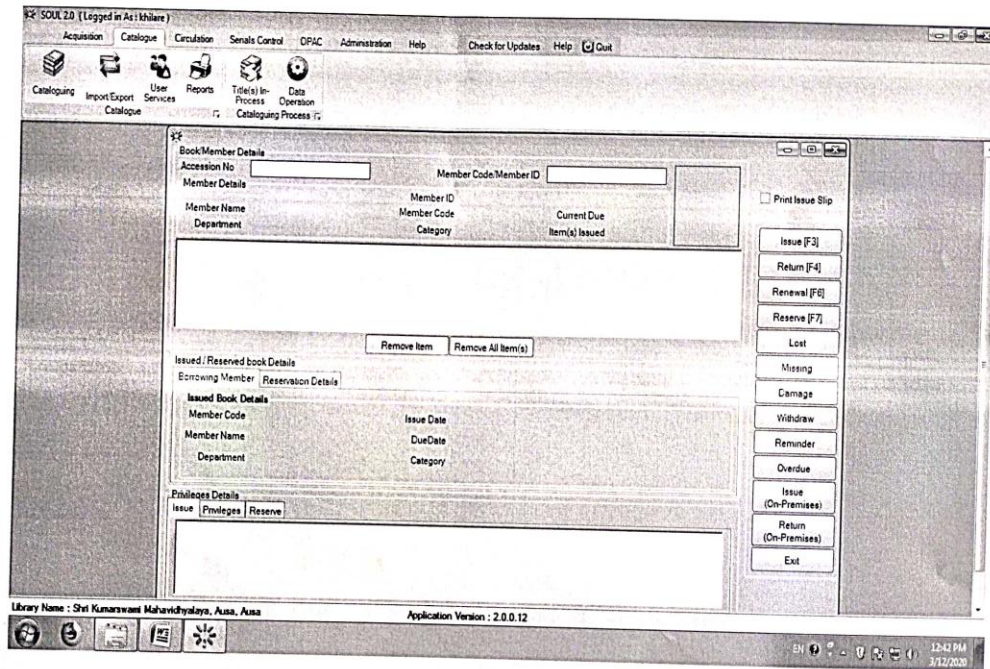 SOUL 2.0 ( Logged in As : khilare )
Acquisition Catalogue Circulation Serials Control OPAC Administration Help Check for Updates Help Quit
Cataloguing Import/Export User Services Reports Title(s) In-Process Data Operation
Catalogue Cataloguing Process
Book/Member Details
Accession No Member Code/Member ID
Member Details
Print Issue Slip
Member Name Member ID
Member Code Current Due
Department Category Item(s) Issued
Issue [F3]
Return [F4]
Renewal [F6]
Reserve [F7]
Remove Item Remove All Item(s)
Lost
Issued / Reserved book Details
Missing
Borrowing Member Reservation Details
Damage
Issued Book Details
Member Code Issue Date
Withdraw
Member Name DueDate
Reminder
Department Category
Overdue
Privileges Details
Issue Privileges Reserve
Issue
(On-Premises)
Return
(On-Premises)
Exit
Library Name : Shri Kumarswami Mahavidhyalaya, Ausa, Ausa Application Version : 2.0.0.12
EN 12:42 PM
3/12/2020